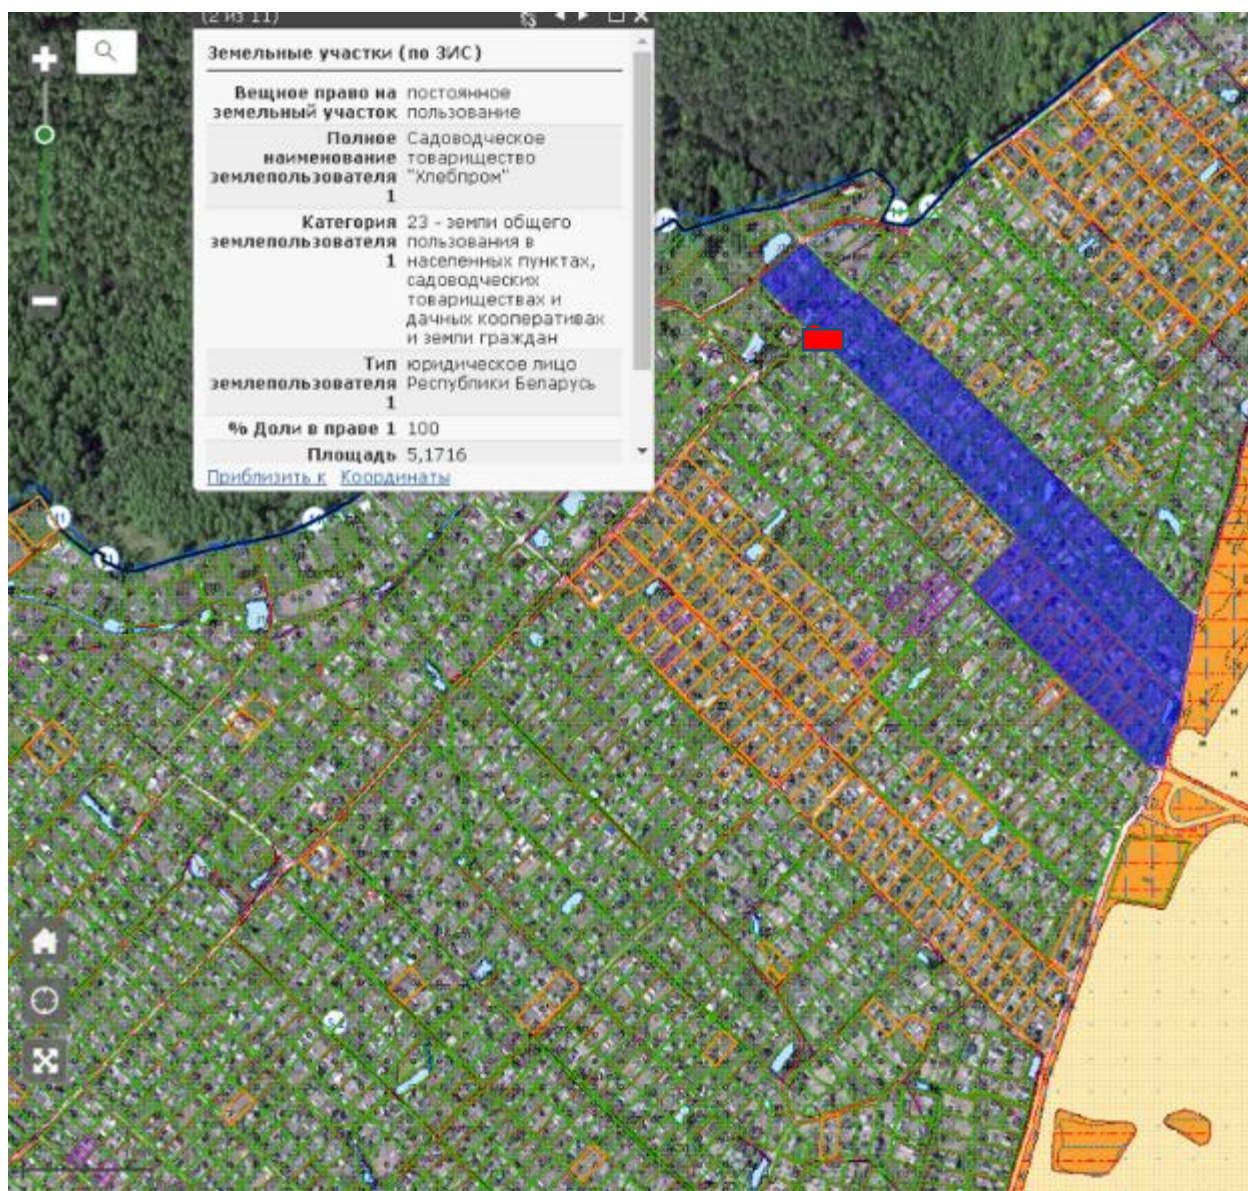 (2 из 11)
Земельные участки (по ЗИС)
Вещное право на постоянное
земельный участок пользование
Полное Садоводческое
наименование товарищество
землепользователя "Хлебпром"
1
Категория 23 - земли общего
землепользователя пользования в
1 населенных пунктах,
садоводческих
товариществах и
дачных кооперативах
и земли граждан
Тип юридическое лицо
землепользователя Республики Беларусь
1
% Доли в праве 1 100
Площадь 5,1716
Приблизить к Координаты